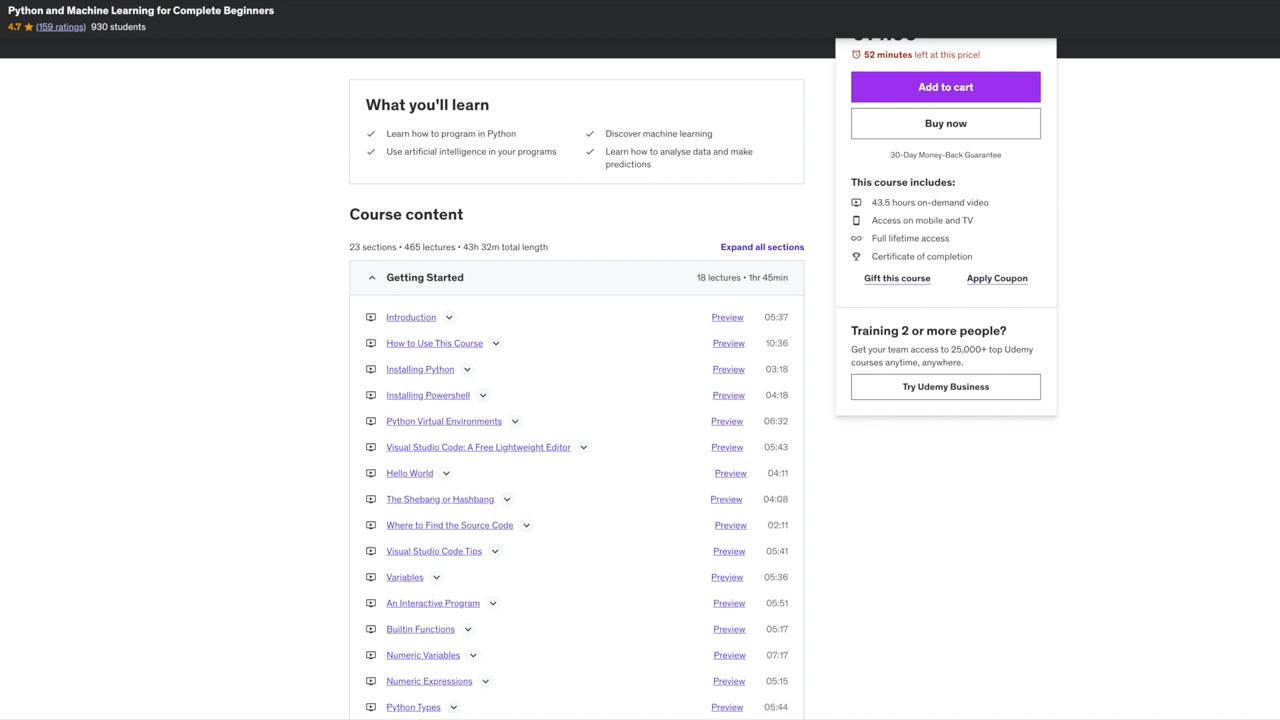 Python and Machine Learning for Complete Beginners
4.7 (159 ratings) 930 students
52 minutes left at this price!
Add to cart
Buy now
30-Day Money-Back Guarantee
This course includes:
43.5 hours on-demand video
Access on mobile and TV
Full lifetime access
Certificate of completion
Gift this course Apply Coupon
Training 2 or more people?
Get your team access to 25,000+ top Udemy
courses anytime, anywhere.
Try Udemy Business
What you'll learn
Learn how to program in Python
Use artificial intelligence in your programs
Discover machine learning
Learn how to analyse data and make
predictions
Course content
23 sections • 465 lectures • 43h 32m total length Expand all sections
Getting Started 18 lectures • 1hr 45min
Introduction Preview 05:37
How to Use This Course Preview 10:36
Installing Python Preview 03:18
Installing Powershell Preview 04:18
Python Virtual Environments Preview 06:32
Visual Studio Code: A Free Lightweight Editor Preview 05:43
Hello World Preview 04:11
The Shebang or Hashbang Preview 04:08
Where to Find the Source Code Preview 02:11
Visual Studio Code Tips Preview 05:41
Variables Preview 05:36
An Interactive Program Preview 05:51
Builtin Functions Preview 05:17
Numeric Variables Preview 07:17
Numeric Expressions Preview 05:15
Python Types Preview 05:44